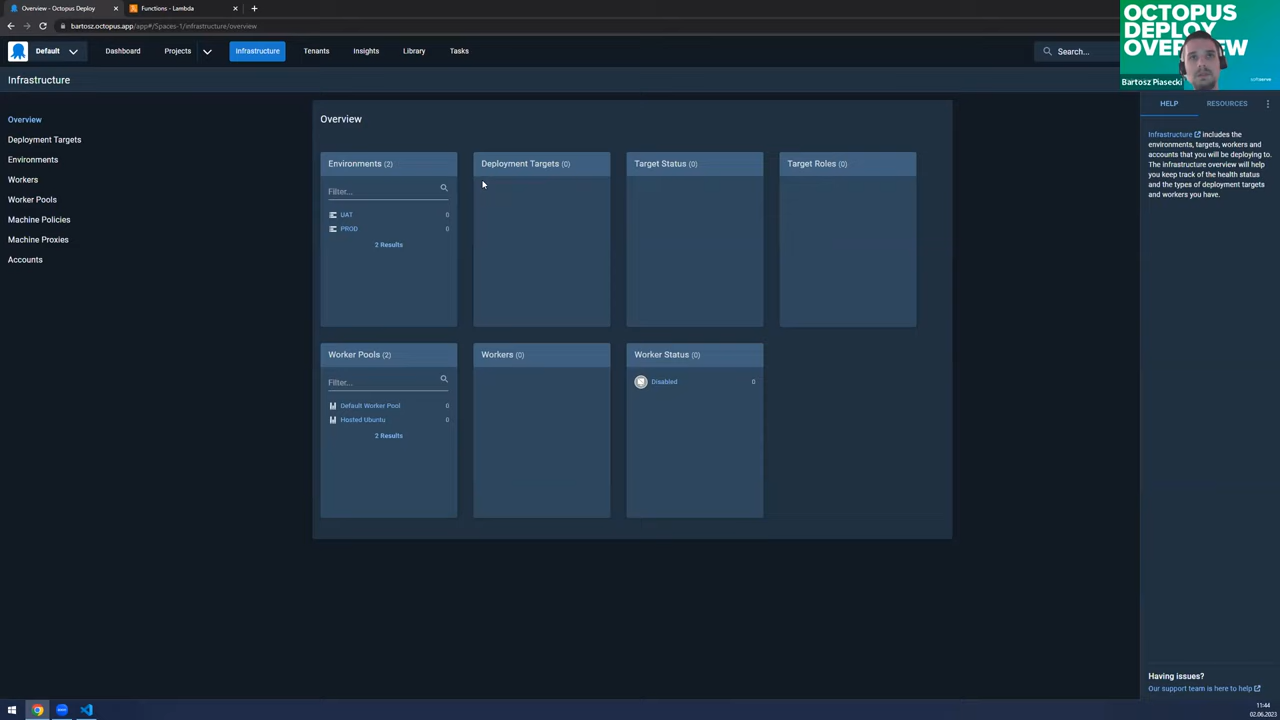 Overview - Octopus Deploy
Functions - Lambda
bartosz.octopus.app/app#/Spaces-1/infrastructure/overview
Default
Dashboard
Projects
Infrastructure
Tenants
Insights
Library
Tasks
Search...
OCTOPUS
DEPLOY
OVERVIEW
softserve
Bartosz Piasecki
Infrastructure
Overview
Deployment Targets
Environments
Workers
Worker Pools
Machine Policies
Machine Proxies
Accounts
Overview
Environments (2)
Filter...
UAT 0
PROD 0
2 Results
Deployment Targets (0)
Target Status (0)
Target Roles (0)
Worker Pools (2)
Filter...
Default Worker Pool 0
Hosted Ubuntu 0
2 Results
Workers (0)
Worker Status (0)
Disabled 0
HELP
RESOURCES
Infrastructure includes the
environments, targets, workers and
accounts that you will be deploying to.
The infrastructure overview will help
you keep track of the health status
and the types of deployment targets
and workers you have.
Having issues?
Our support team is here to help
11:44
02.06.2023